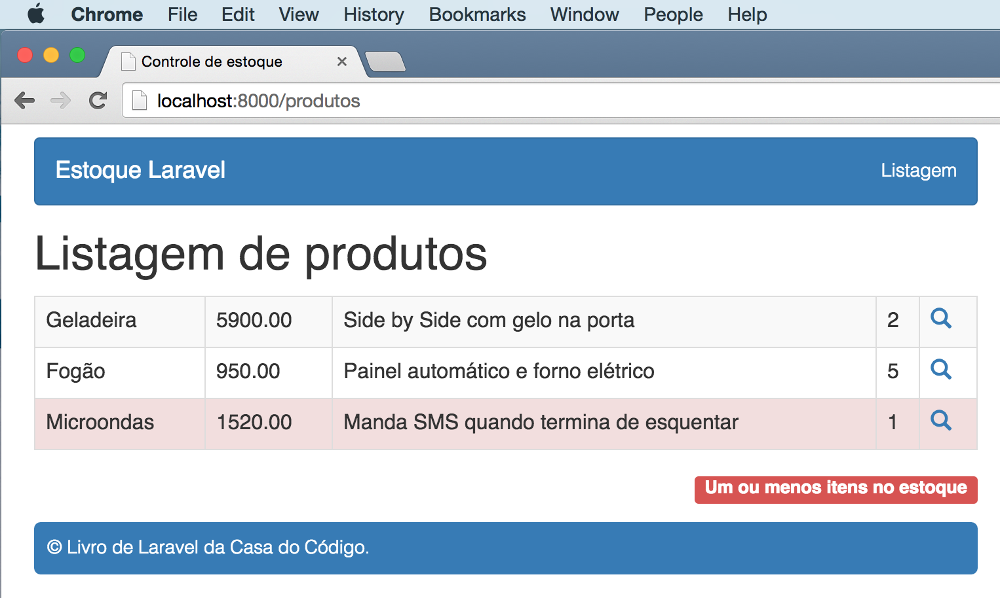 Chrome File Edit View History Bookmarks Window People Help
Controle de estoque
localhost:8000/produtos
Estoque Laravel Listagem
Listagem de produtos
Geladeira 5900.00 Side by Side com gelo na porta 2
Fogão 950.00 Painel automático e forno elétrico 5
Microondas 1520.00 Manda SMS quando termina de esquentar 1
Um ou menos itens no estoque
© Livro de Laravel da Casa do Código.